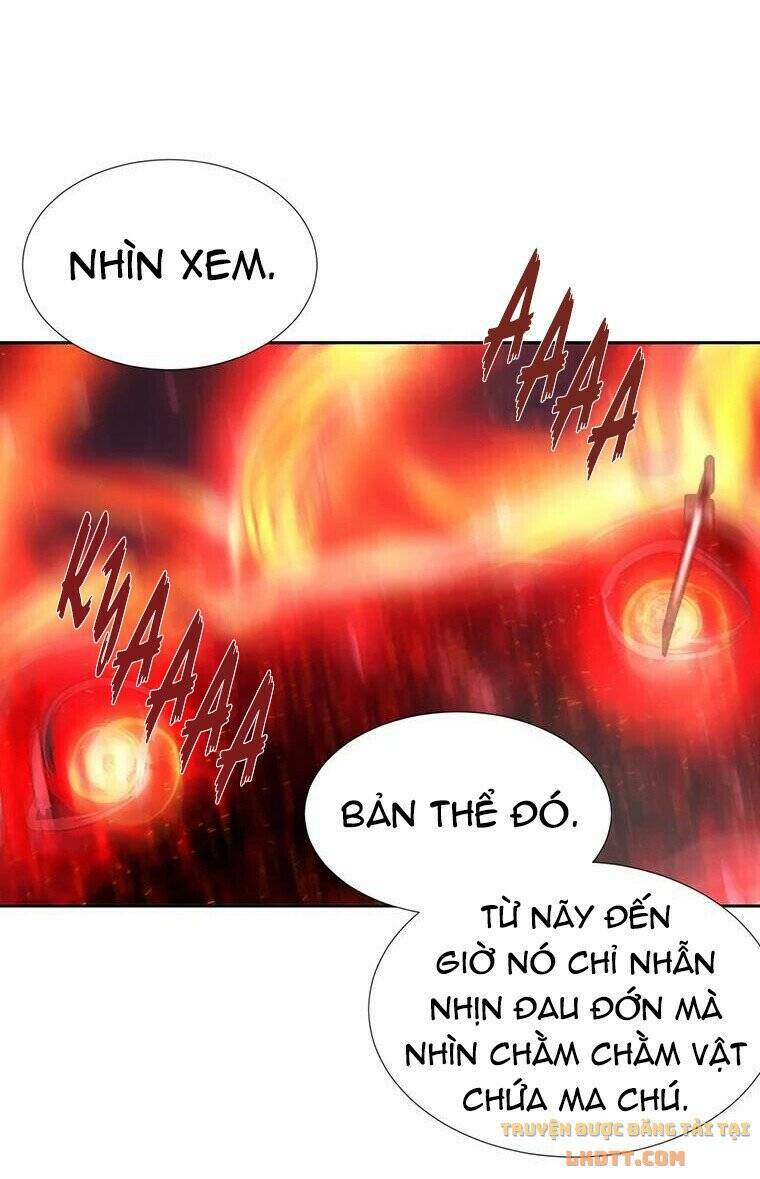 NHÌN XEM.
AAAA
KYAAAAA
BẢN THỂ ĐÓ.
TỪ NÃY ĐẾN
GIỜ NÓ CHỈ NHẪN
NHỊN ĐAU ĐỚN MÀ
NHÌN CHẰM CHẰM VẬT
CHỨA MA CHÚ.
TRUYỆN ĐƯỢC ĐĂNG TẢI TẠI
LHDTT.COM